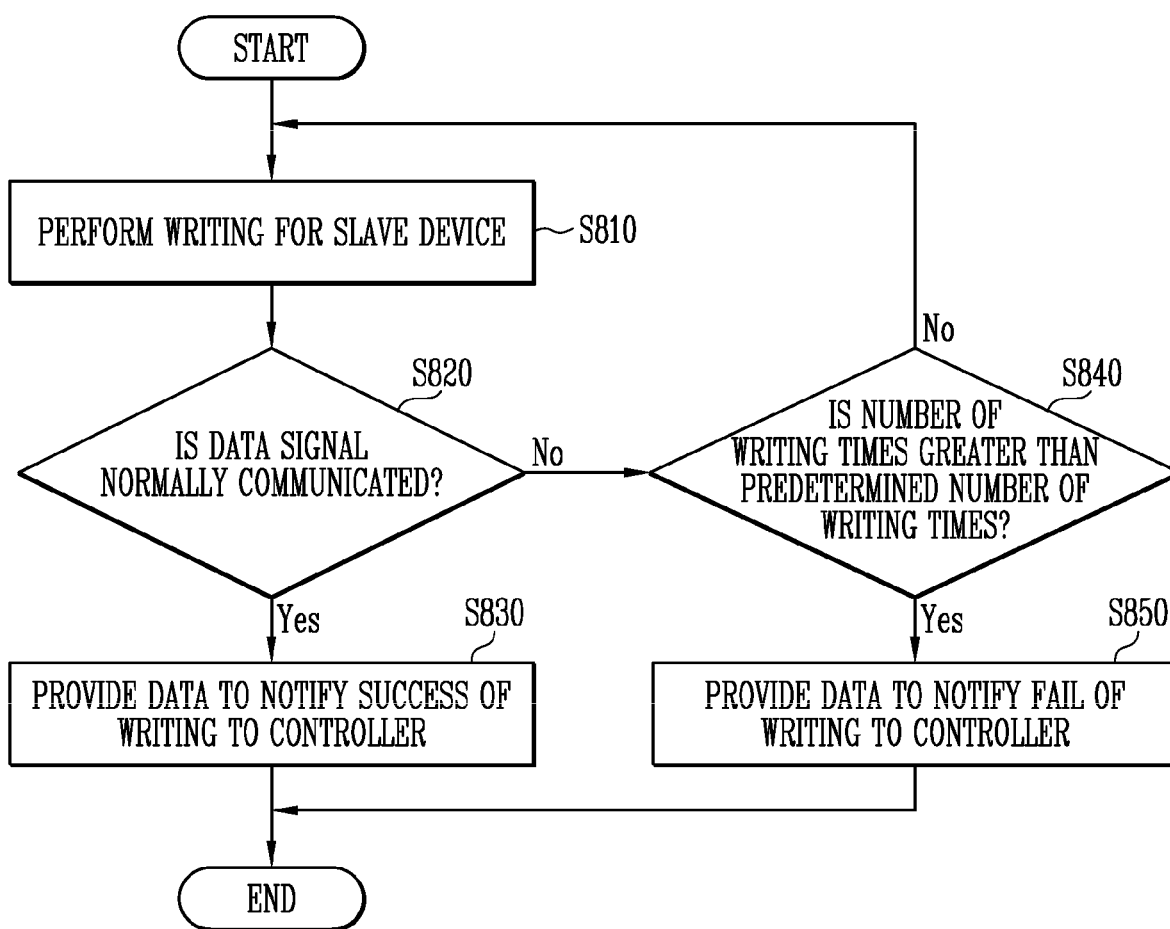 START
PERFORM WRITING FOR SLAVE DEVICE
S810
No
S820
IS DATA SIGNAL
NORMALLY COMMUNICATED?
No
S840
IS NUMBER OF
WRITING TIMES GREATER THAN
PREDETERMINED NUMBER OF
WRITING TIMES?
Yes
S830
PROVIDE DATA TO NOTIFY SUCCESS OF
WRITING TO CONTROLLER
Yes
S850
PROVIDE DATA TO NOTIFY FAIL OF
WRITING TO CONTROLLER
END